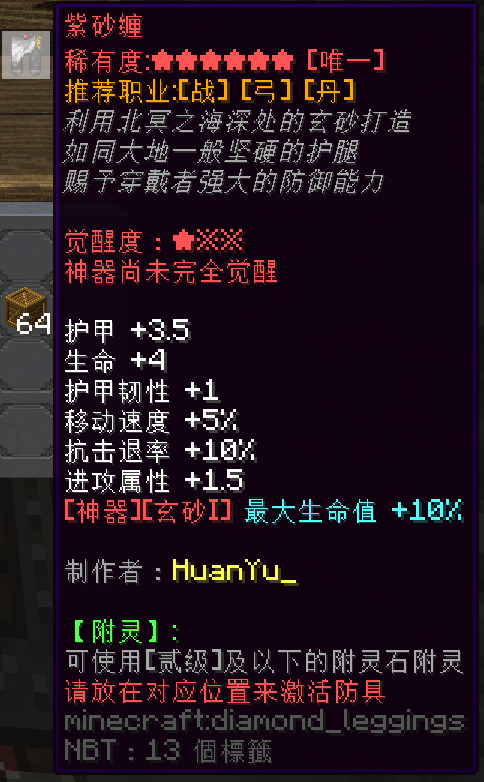 紫砂缠
稀有度:★★★★★★ [唯一]
推荐职业:[战] [弓] [丹]
利用北冥之海深处的玄砂打造
如同大地一般坚硬的护腿
赐予穿戴者强大的防御能力
觉醒度：★※※
神器尚未完全觉醒
64
护甲 +3.5
生命 +4
护甲韧性 +1
移动速度 +5%
抗击退率 +10%
进攻属性 +1.5
[神器][玄砂I] 最大生命值 +10%
制作者：HuanYu_
【附灵】:
可使用[贰级]及以下的附灵石附灵
请放在对应位置来激活防具
minecraft:diamond_leggings
NBT：13 個標籤